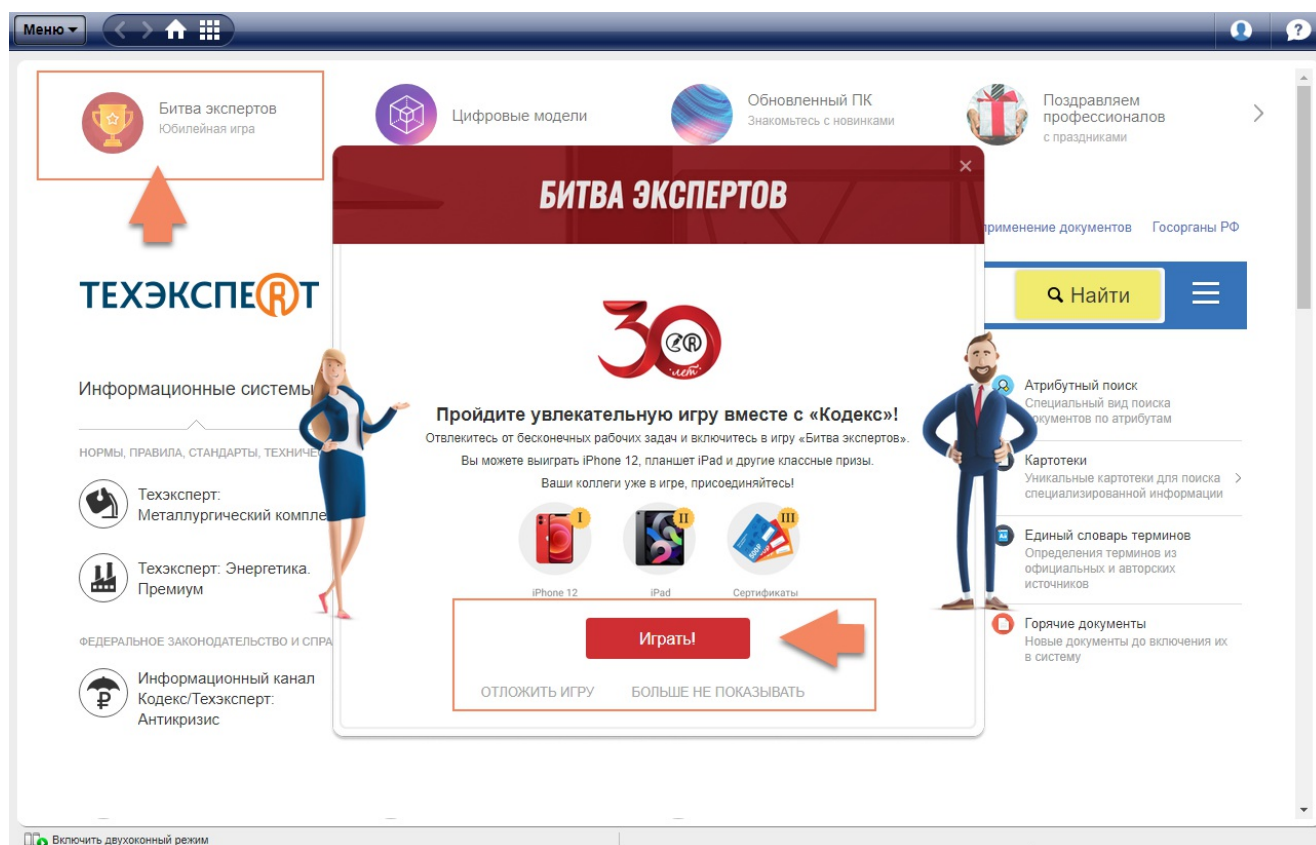 Меню
?
Битва экспертов
Юбилейная игра
Цифровые модели
Обновленный ПК
Знакомьтесь с новинками
Поздравляем
профессионалов
с праздниками
БИТВА ЭКСПЕРТОВ
×
применение документов Госорганы РФ
ТЕХЭКСПЕRТ
Найти
30
лет
Информационные системы
НОРМЫ, ПРАВИЛА, СТАНДАРТЫ, ТЕХНИЧЕ
Техэксперт:
Металлургический компле
Техэксперт: Энергетика.
Премиум
ФЕДЕРАЛЬНОЕ ЗАКОНОДАТЕЛЬСТВО И СПРА
Информационный канал
Кодекс/Техэксперт:
Антикризис
Пройдите увлекательную игру вместе с «Кодекс»!
Отвлекитесь от бесконечных рабочих задач и включитесь в игру «Битва экспертов».
Вы можете выиграть iPhone 12, планшет iPad и другие классные призы.
Ваши коллеги уже в игре, присоединяйтесь!
I
II
III
500₽
iPhone 12
iPad
Сертификаты
Играть!
ОТЛОЖИТЬ ИГРУ БОЛЬШЕ НЕ ПОКАЗЫВАТЬ
Атрибутный поиск
Специальный вид поиска
документов по атрибутам
Картотеки
Уникальные картотеки для поиска
специализированной информации
Единый словарь терминов
Определения терминов из
официальных и авторских
источников
Горячие документы
Новые документы до включения их
в систему
Включить двухоконный режим